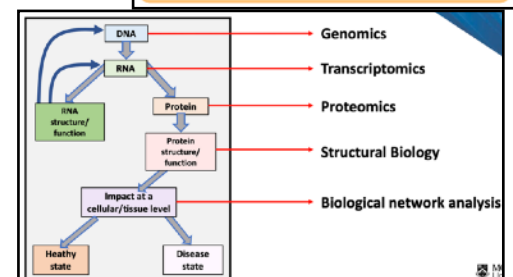 DNA
Genomics
RNA
Transcriptomics
RNA
structure/
function
Protein
Proteomics
Protein
structure/
function
Structural Biology
Impact at a
cellular/tissue level
Biological network analysis
Heathy
state
Disease
state